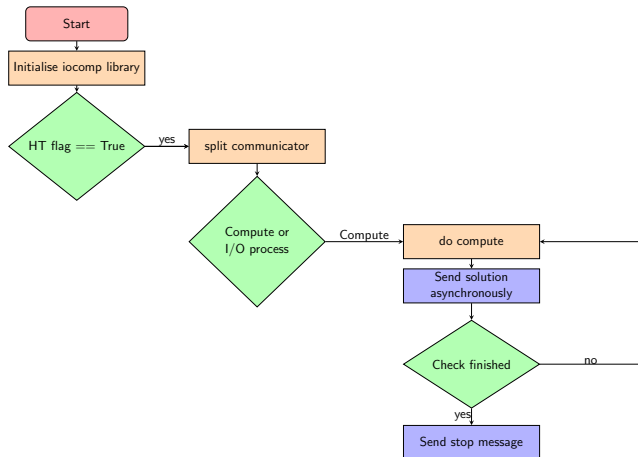 Start
Initialise iocomp library
HT flag == True
yes
split communicator
Compute or
I/O process
Compute
do compute
Send solution
asynchronously
Check finished
no
yes
Send stop message